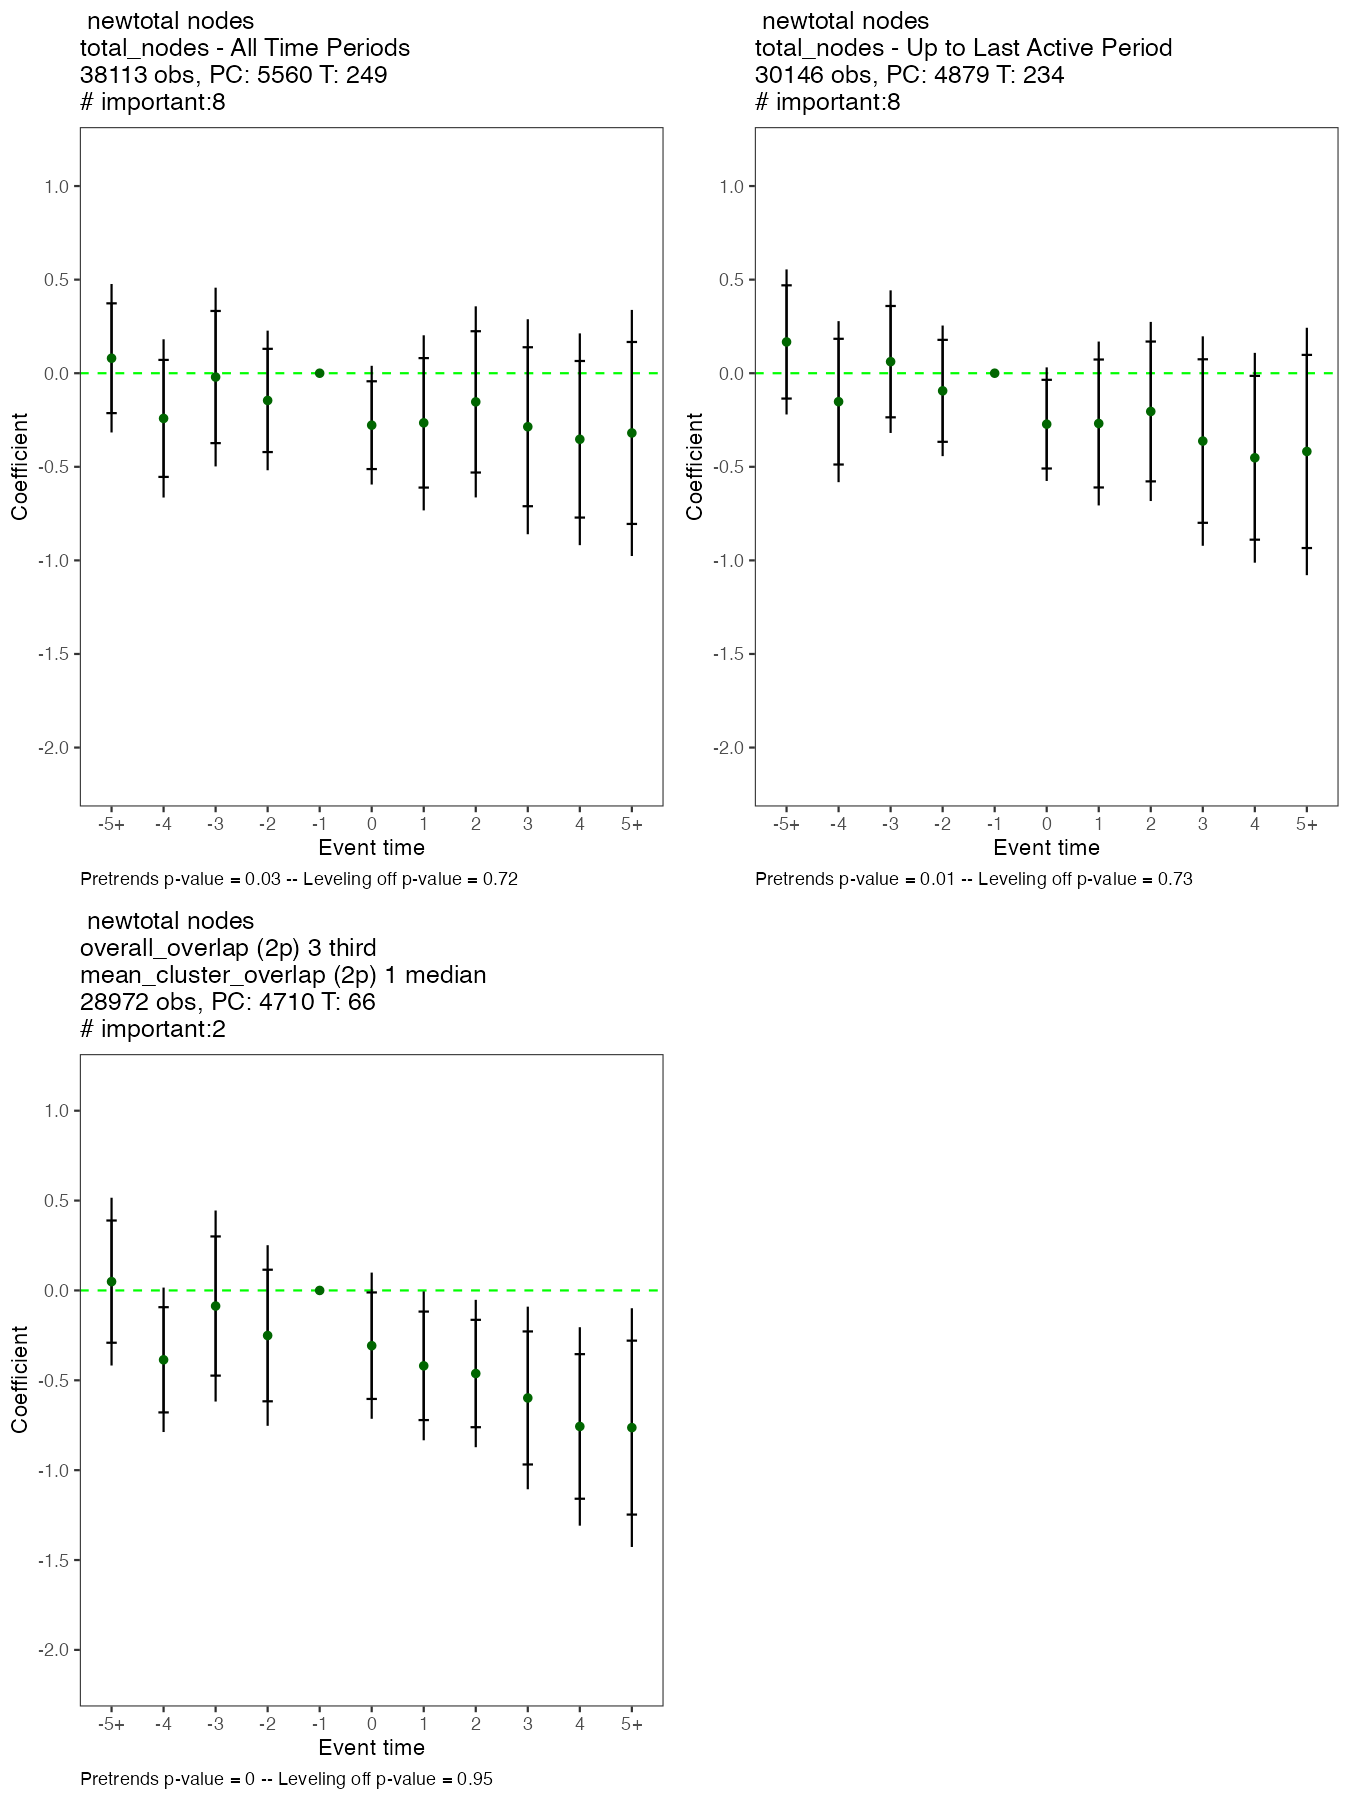 newtotal nodes
total_nodes - All Time Periods
38113 obs, PC: 5560 T: 249
# important:8
1.0
0.5
0.0
-0.5
-1.0
-1.5
-2.0
Coefficient
-5+ -4 -3 -2 -1 0 1 2 3 4 5+
Event time
Pretrends p-value = 0.03 -- Leveling off p-value = 0.72
newtotal nodes
total_nodes - Up to Last Active Period
30146 obs, PC: 4879 T: 234
# important:8
1.0
0.5
0.0
-0.5
-1.0
-1.5
-2.0
Coefficient
-5+ -4 -3 -2 -1 0 1 2 3 4 5+
Event time
Pretrends p-value = 0.01 -- Leveling off p-value = 0.73
newtotal nodes
overall_overlap (2p) 3 third
mean_cluster_overlap (2p) 1 median
28972 obs, PC: 4710 T: 66
# important:2
1.0
0.5
0.0
-0.5
-1.0
-1.5
-2.0
Coefficient
-5+ -4 -3 -2 -1 0 1 2 3 4 5+
Event time
Pretrends p-value = 0 -- Leveling off p-value = 0.95